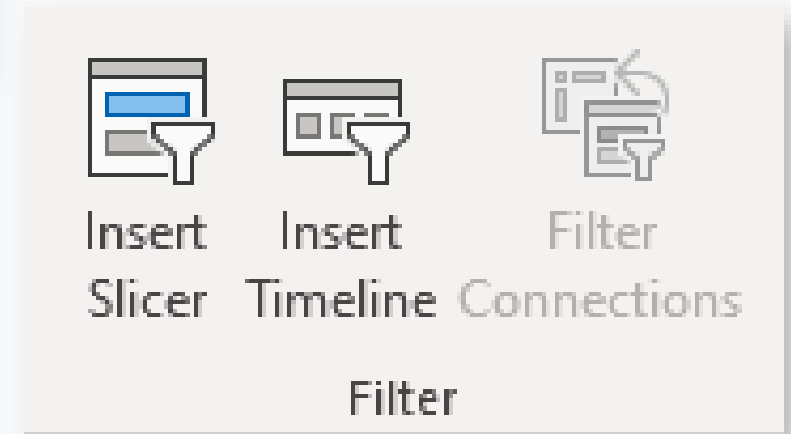 Insert Slicer
Insert Timeline
Filter Connections
Filter